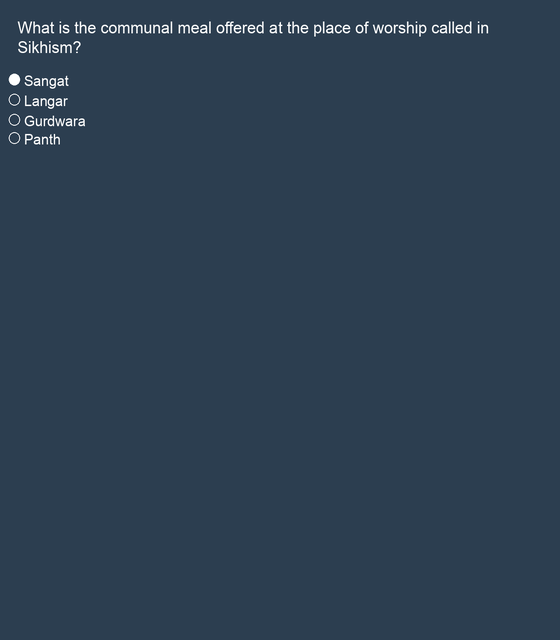 What is the communal meal offered at the place of worship called in
Sikhism?
Sangat
Langar
Gurdwara
Panth